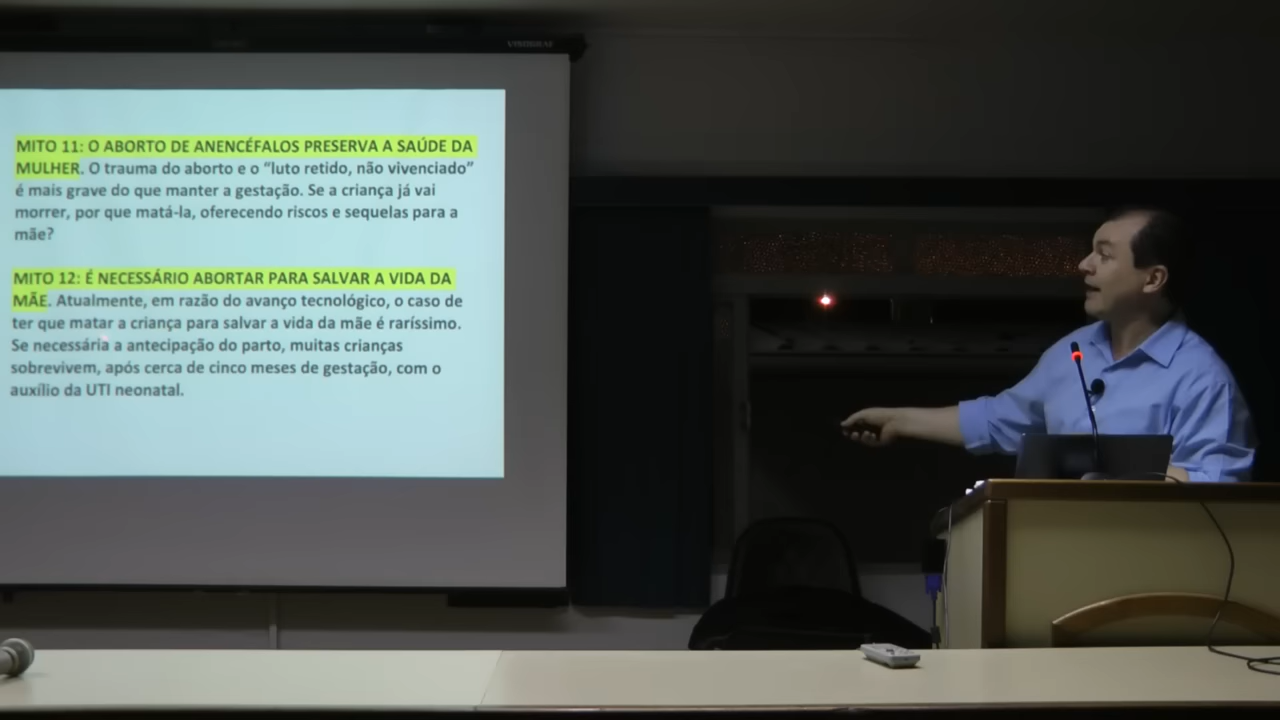 MITO 11: O ABORTO DE ANENCÉFALOS PRESERVA A SAÚDE DA
MULHER. O trauma do aborto e o “luto retido, não vivenciado”
é mais grave do que manter a gestação. Se a criança já vai
morrer, por que matá-la, oferecendo riscos e sequelas para a
mãe?
MITO 12: É NECESSÁRIO ABORTAR PARA SALVAR A VIDA DA
MÃE. Atualmente, em razão do avanço tecnológico, o caso de
ter que matar a criança para salvar a vida da mãe é raríssimo.
Se necessária a antecipação do parto, muitas crianças
sobrevivem, após cerca de cinco meses de gestação, com o
auxílio da UTI neonatal.